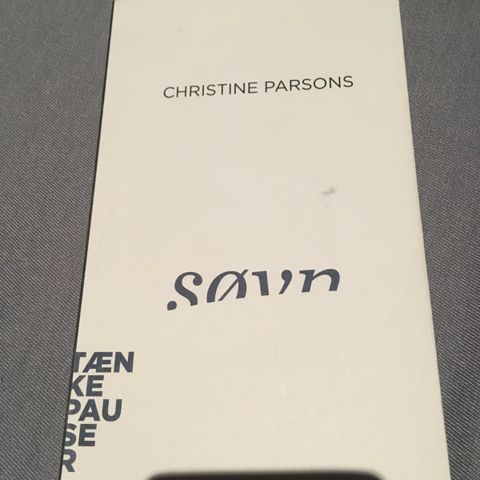 CHRISTINE PARSONS
søvn
TÆN
KE
PAU
SE
R